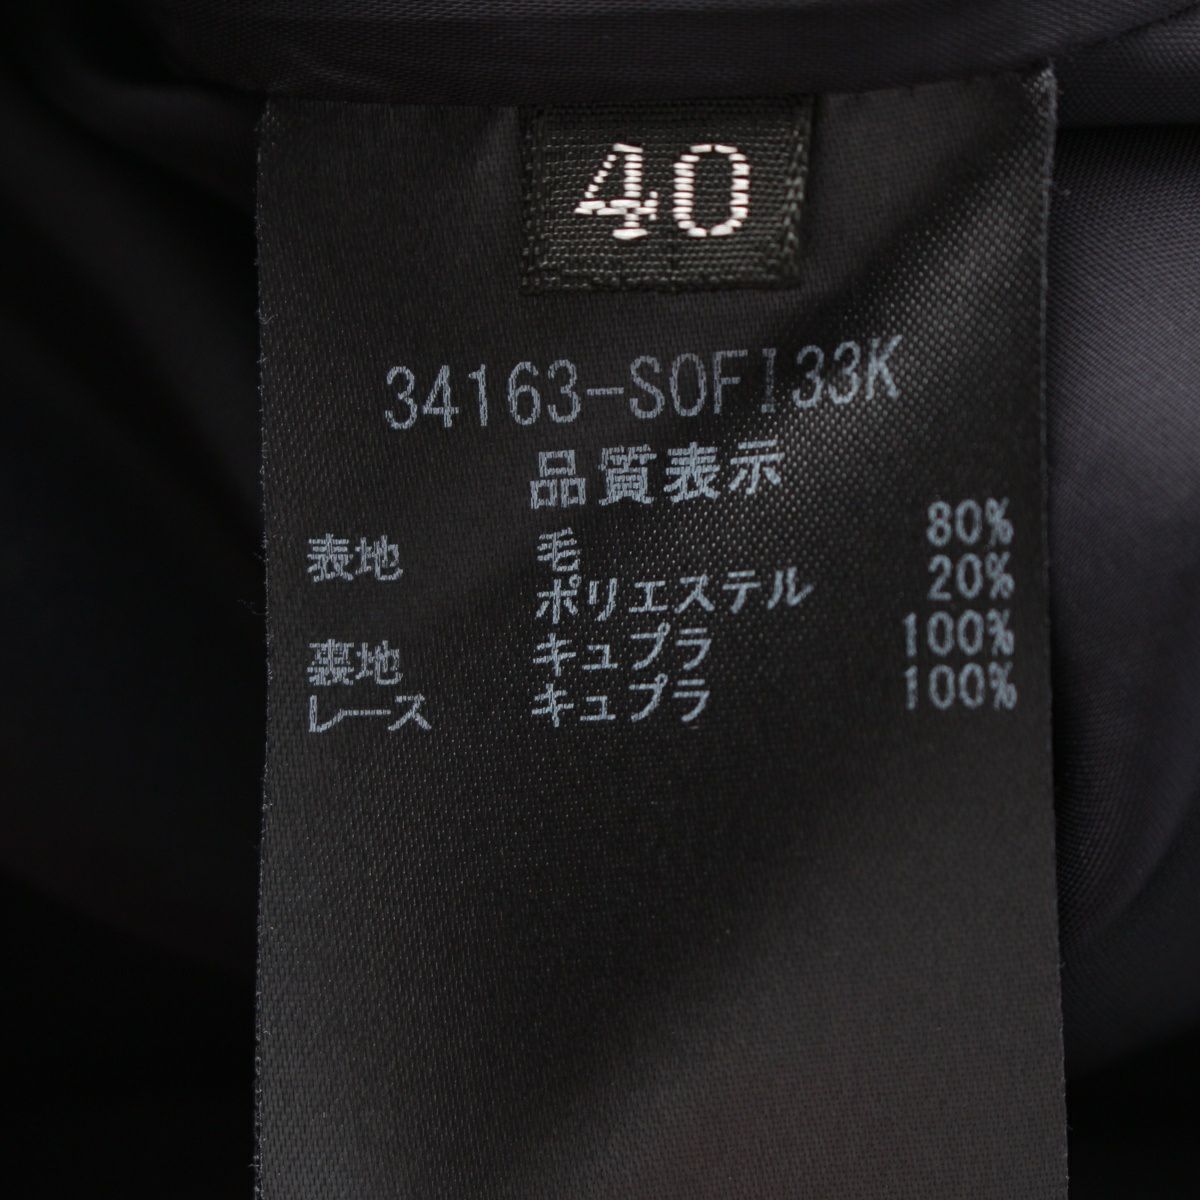 40
34163-SOFI33K
品質表示
表地 毛 80%
ポリエステル 20%
裏地 キュプラ 100%
レース キュプラ 100%